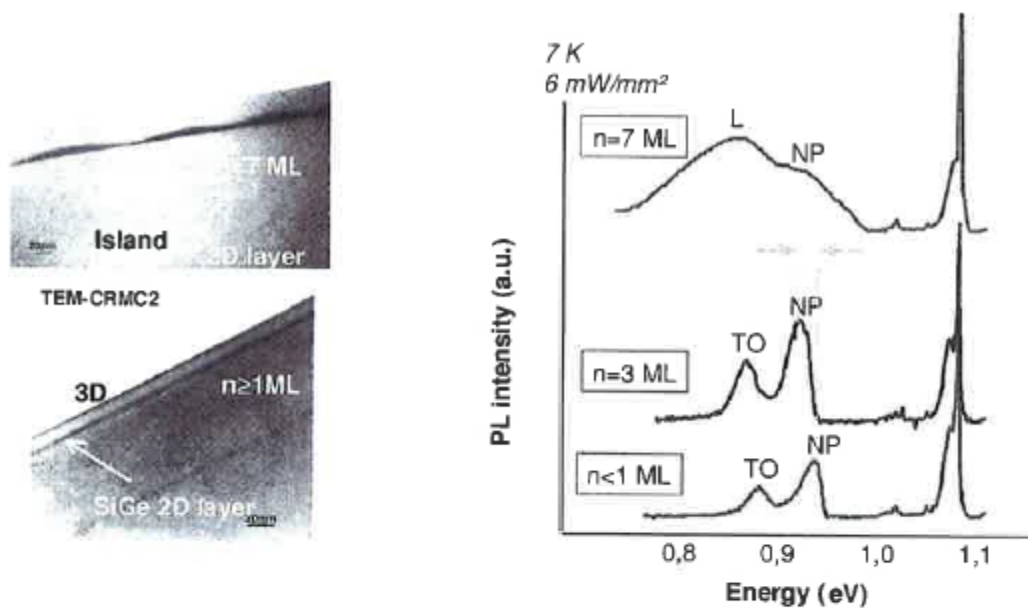 7 ML
Island
layer
TEM-CRMC2
3D
n≥1ML
SiGe 2D layer
7 K
6 mW/mm²
n=7 ML
L
NP
n=3 ML
TO
NP
n<1 ML
TO
NP
PL intensity (a.u.)
0,8 0,9 1,0 1,1
Energy (eV)